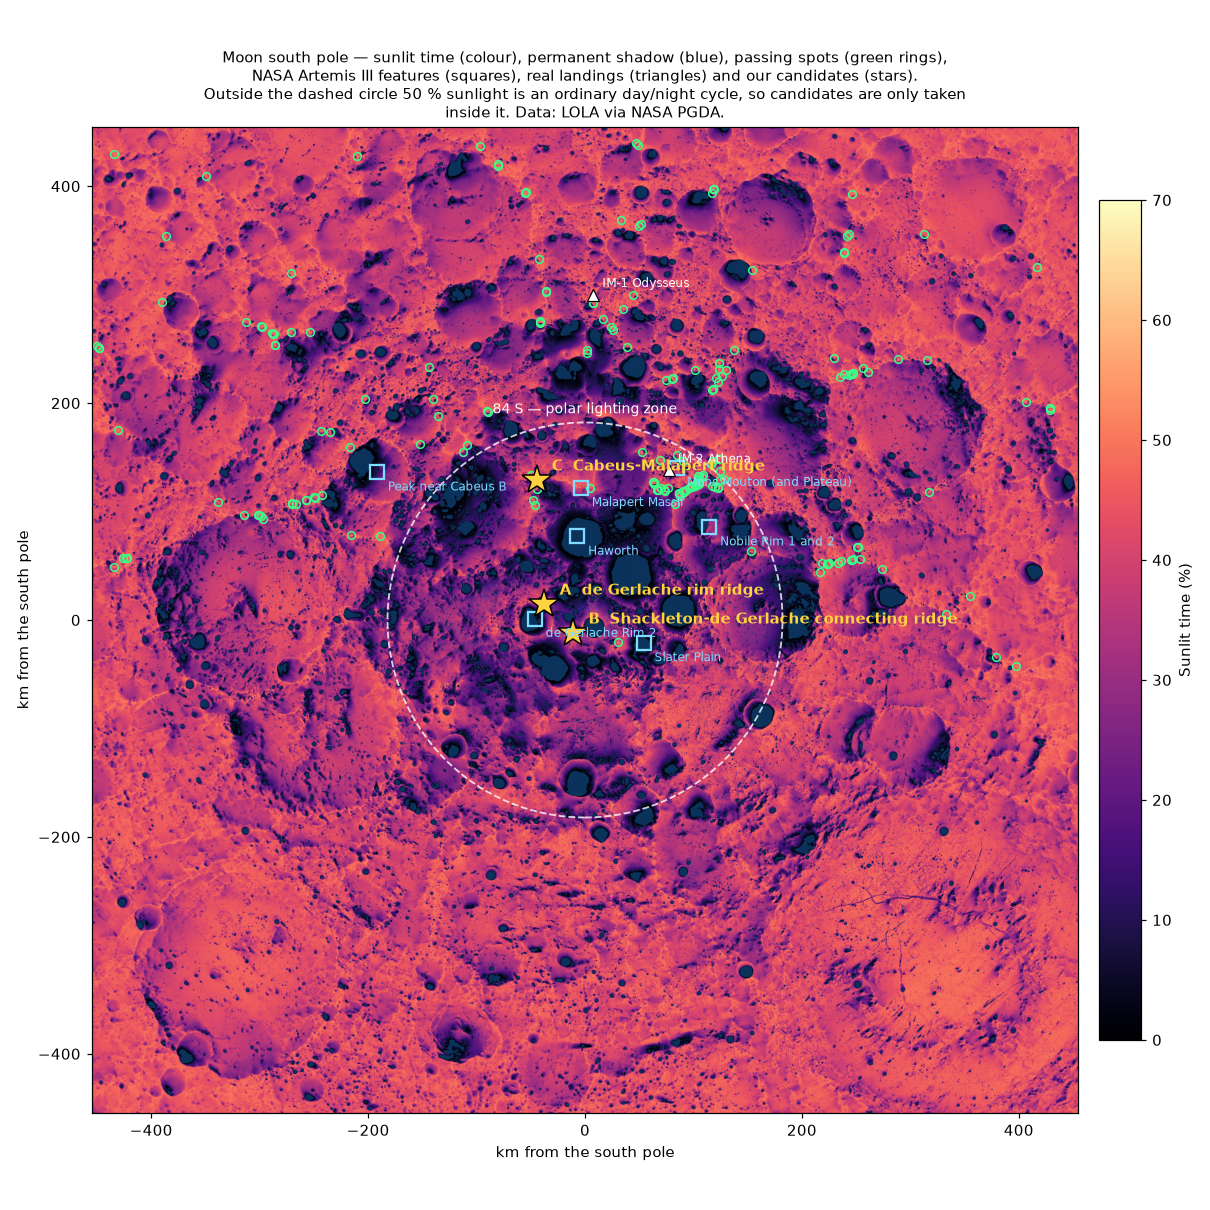 Moon south pole — sunlit time (colour), permanent shadow (blue), passing spots (green rings),
NASA Artemis III features (squares), real landings (triangles) and our candidates (stars).
Outside the dashed circle 50 % sunlight is an ordinary day/night cycle, so candidates are only taken
inside it. Data: LOLA via NASA PGDA.
400
200
0
−200
−400
km from the south pole
IM-1 Odysseus
84 S — polar lighting zone
IM-2 Athena
C Cabeus-Malapert ridge
Peak near Cabeus B
Mouton (and Plateau)
Malapert Massif
Nobile Rim 1 and 2
Haworth
A de Gerlache rim ridge
B Shackleton-de Gerlache connecting ridge
de Gerlache Rim 2
Slater Plain
−400
−200
0
200
400
km from the south pole
70
60
50
40
30
20
10
0
Sunlit time (%)